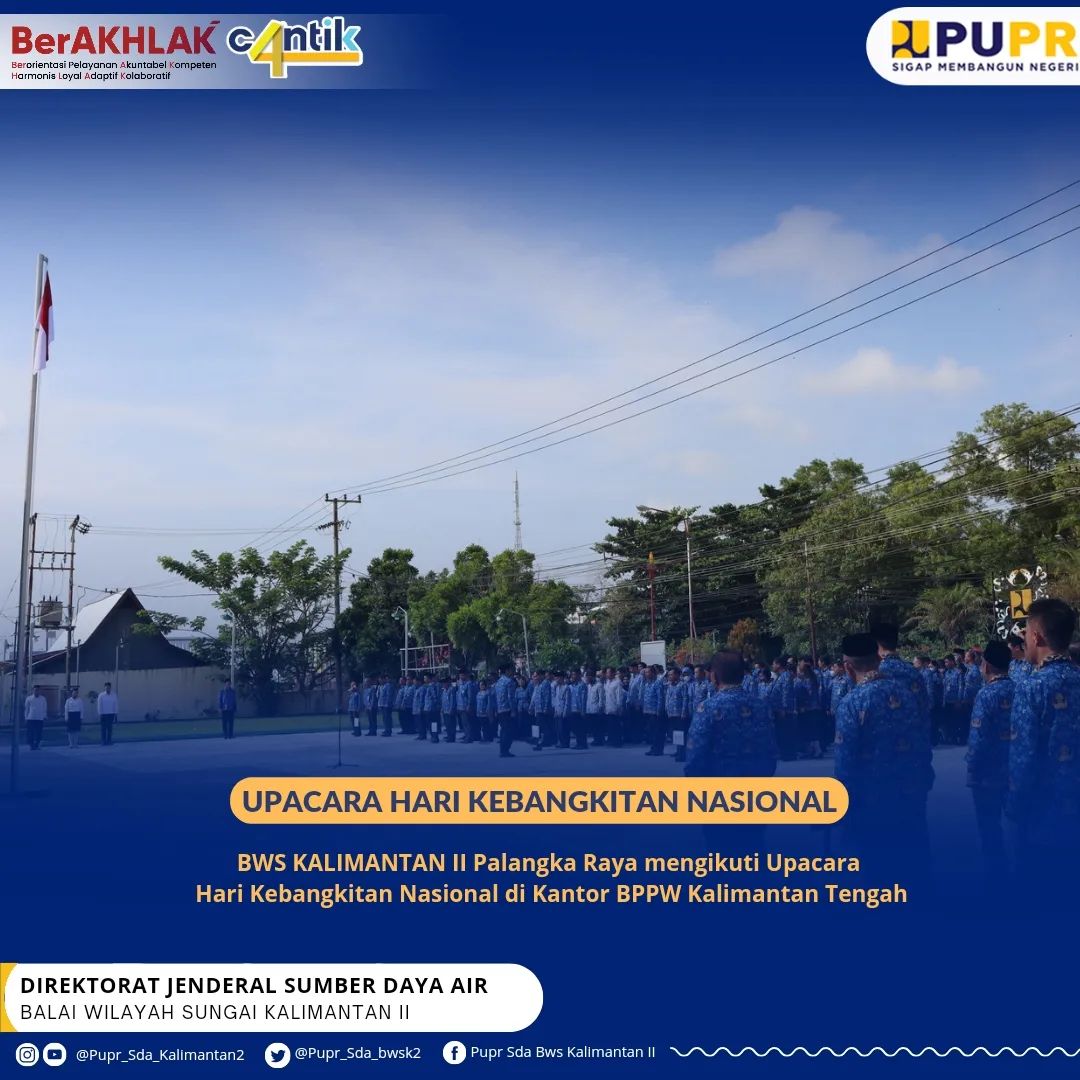 BerAKHLAK
Berorientasi Pelayanan Akuntabel Kompeten
Harmonis Loyal Adaptif Kolaboratif
c4ntik
PUPR
SIGAP MEMBANGUN NEGERI
UPACARA HARI KEBANGKITAN NASIONAL
BWS KALIMANTAN II Palangka Raya mengikuti Upacara
Hari Kebangkitan Nasional di Kantor BPPW Kalimantan Tengah
DIREKTORAT JENDERAL SUMBER DAYA AIR
BALAI WILAYAH SUNGAI KALIMANTAN II
@Pupr_Sda_Kalimantan2 @Pupr_Sda_bwsk2 Pupr Sda Bws Kalimantan II